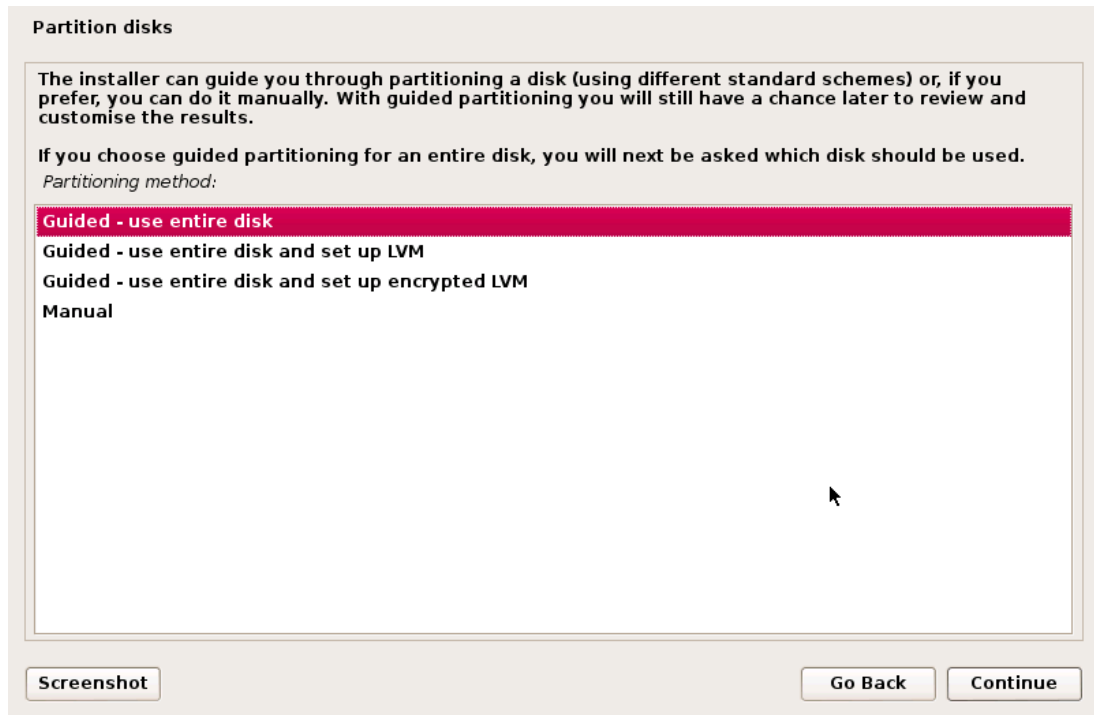 Partition disks
The installer can guide you through partitioning a disk (using different standard schemes) or, if you
prefer, you can do it manually. With guided partitioning you will still have a chance later to review and
customise the results.
If you choose guided partitioning for an entire disk, you will next be asked which disk should be used.
Partitioning method:
Guided - use entire disk
Guided - use entire disk and set up LVM
Guided - use entire disk and set up encrypted LVM
Manual
Screenshot
Go Back
Continue